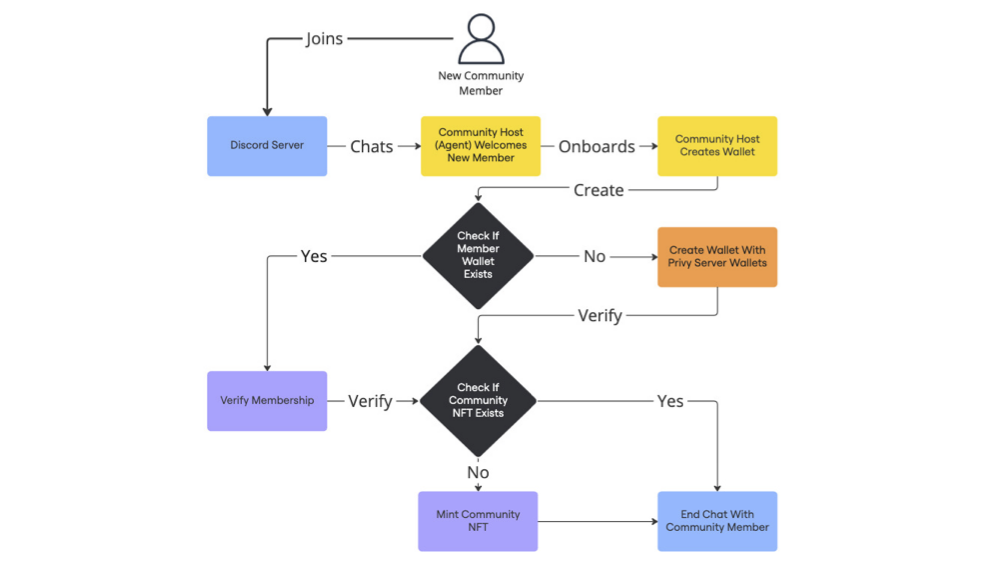 Joins
New Community
Member
Discord Server
Chats
Community Host
(Agent) Welcomes
New Member
Onboards
Community Host
Creates Wallet
Create
Check If
Member
Wallet
Exists
Yes
No
Create Wallet With
Privy Server Wallets
Verify
Verify Membership
Verify
Check If
Community
NFT Exists
Yes
No
Mint Community
NFT
End Chat With
Community Member